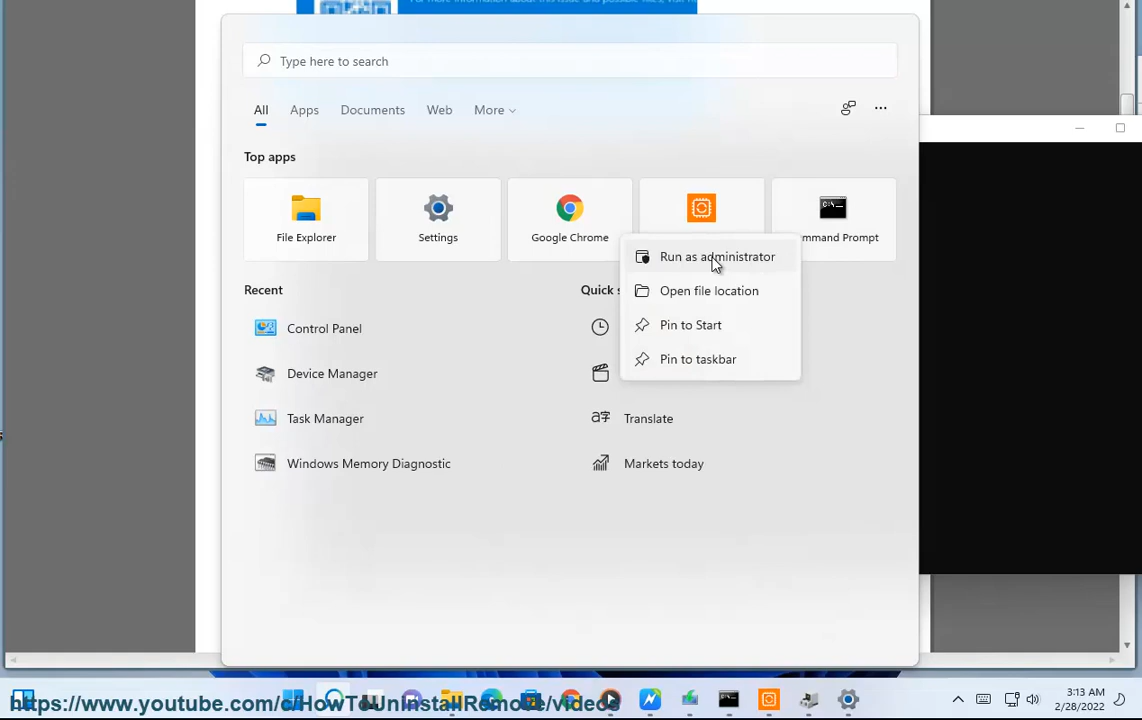 Type here to search
All Apps Documents Web More
Top apps
File Explorer
Settings
Google Chrome
ommand Prompt
Run as administrator
Open file location
Pin to Start
Pin to taskbar
Recent
Quick s
Control Panel
Device Manager
Task Manager
Windows Memory Diagnostic
Translate
Markets today
3:13 AM
2/28/2022
https://www.youtube.com/c/HowToUnInstallRemove/videos